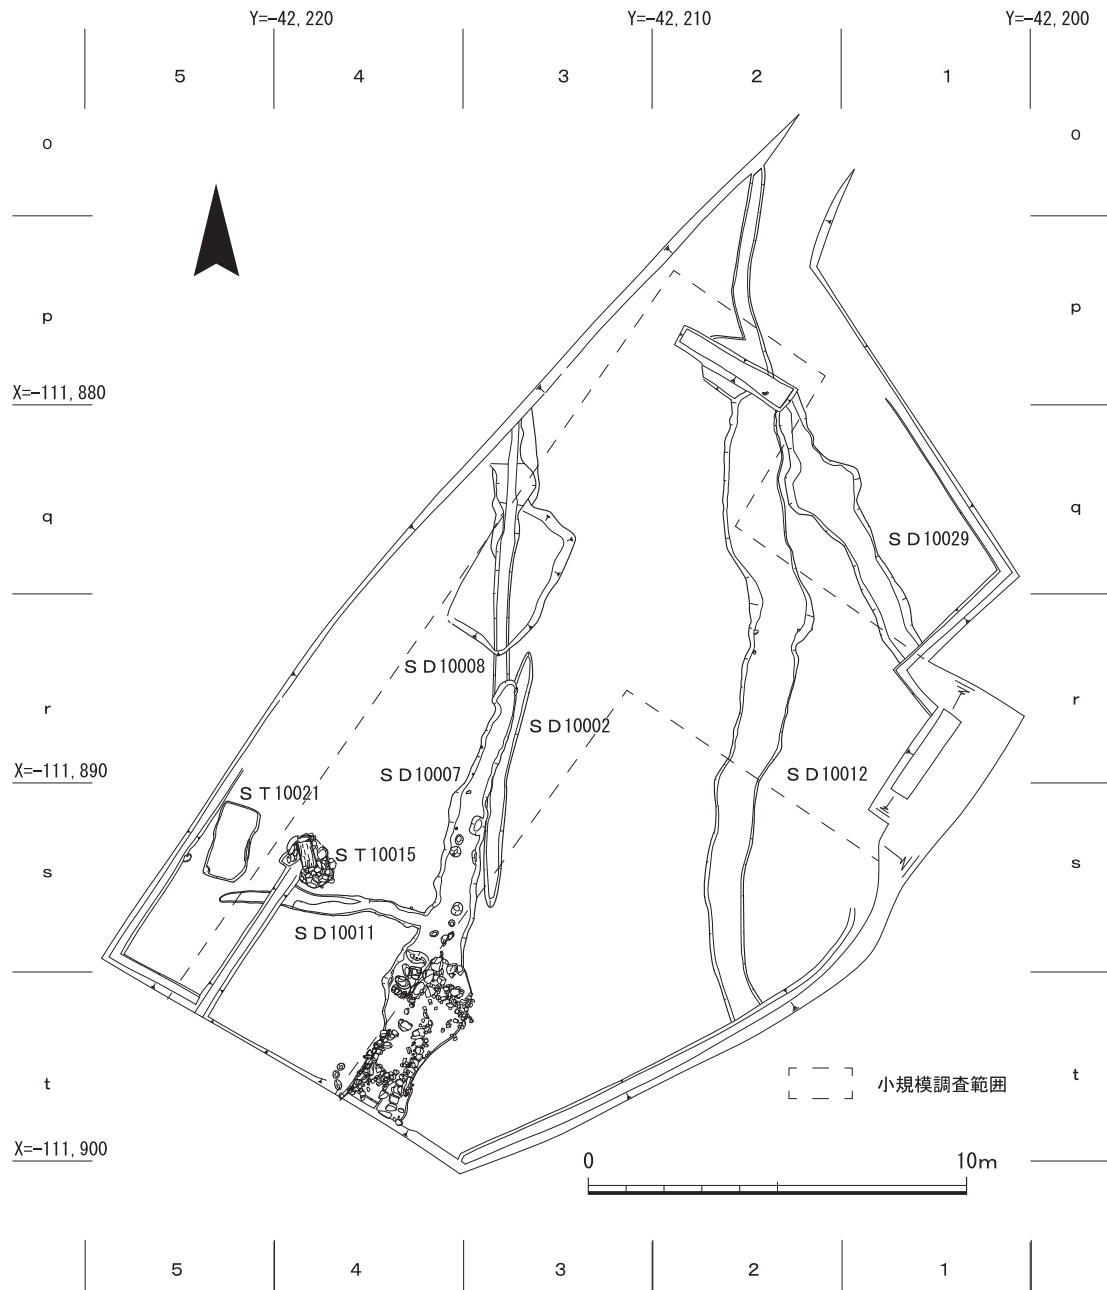 Y=-42,220
Y=-42,210
Y=-42,200
5
4
3
2
1
o
o
p
p
X=-111,880
q
q
SD10029
SD10008
r
r
SD10002
X=-111,890
SD10007
SD10012
ST10021
ST10015
s
s
SD10011
t
t
小規模調査範囲
X=-111,900
0
10m
5
4
3
2
1